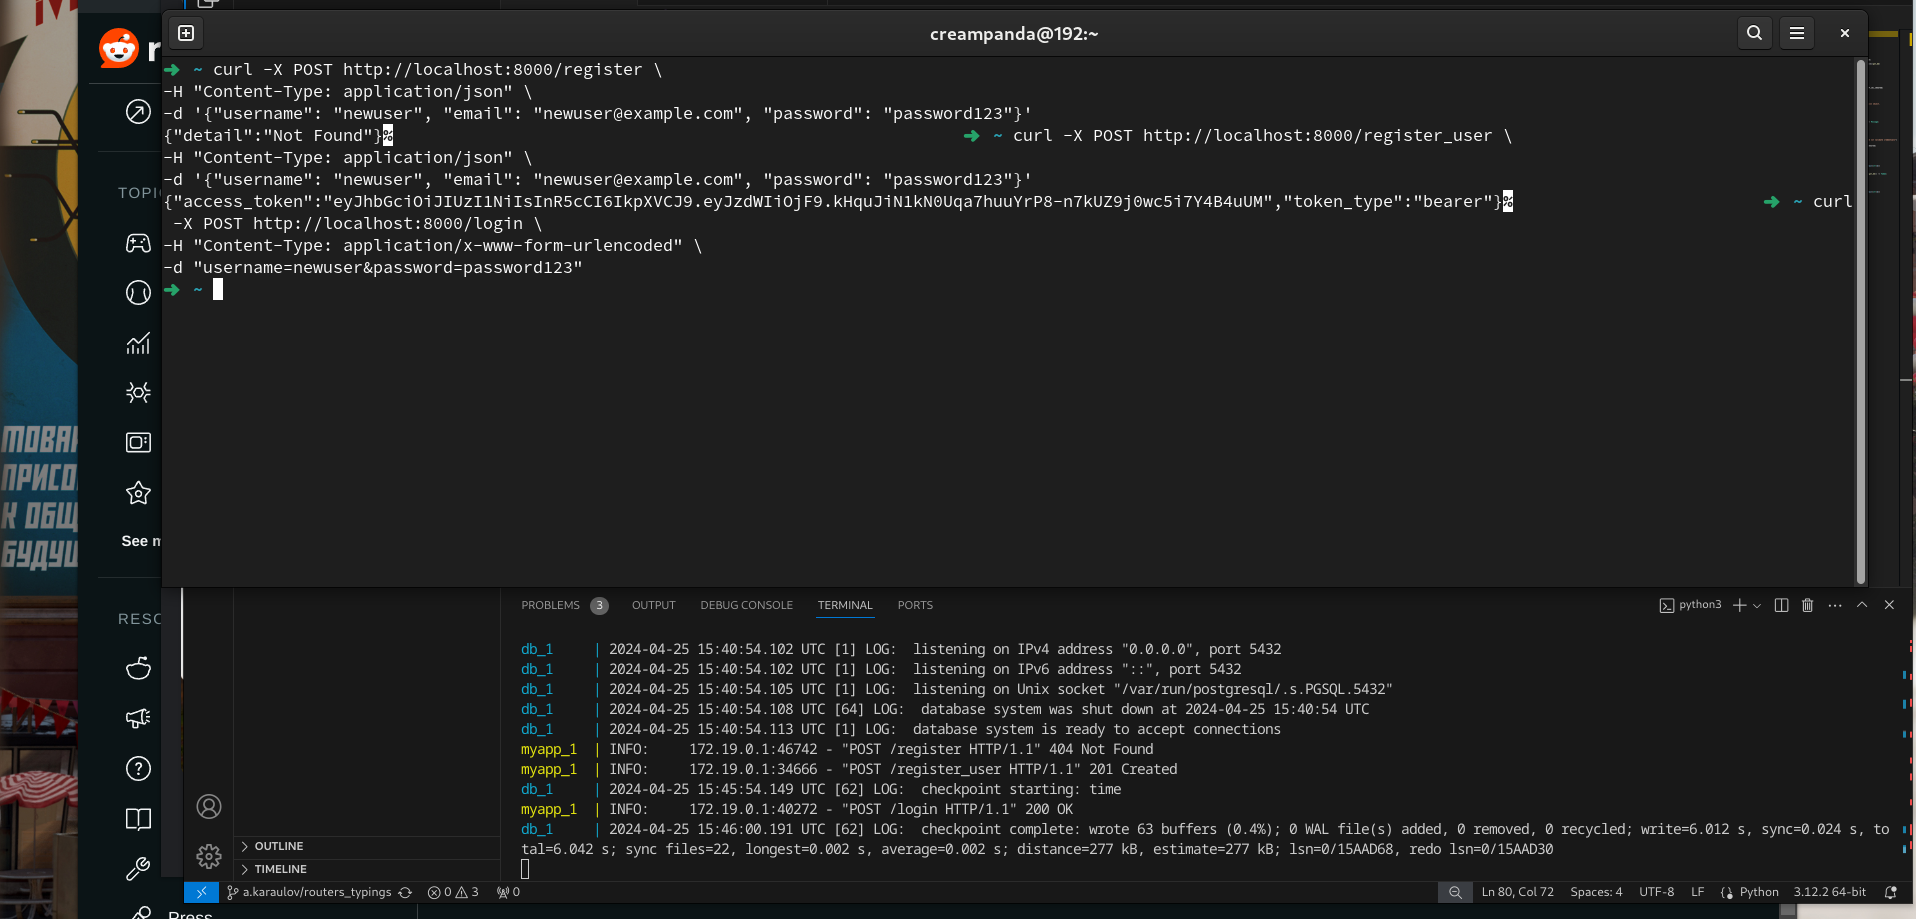 creampanda@192:~
➜ ~ curl -X POST http://localhost:8000/register \
-H "Content-Type: application/json" \
-d '{"username": "newuser", "email": "newuser@example.com", "password": "password123"}'
{"detail":"Not Found"}% ➜ ~ curl -X POST http://localhost:8000/register_user \
-H "Content-Type: application/json" \
-d '{"username": "newuser", "email": "newuser@example.com", "password": "password123"}'
{"access_token":"eyJhbGciOiJIUzI1NiIsInR5cCI6IkpXVCJ9.eyJzdWIiOjF9.kHquJiN1kN0Uqa7huuYrP8-n7kUZ9j0wc5i7Y4B4uUM","token_type":"bearer"}% ➜ ~ curl
-X POST http://localhost:8000/login \
-H "Content-Type: application/x-www-form-urlencoded" \
-d "username=newuser&password=password123"
➜ ~
r
TOPIC
See m
RESO
Press
ТОВАР
ПРИСО
К ОБЩ
БУДУЩ
PROBLEMS 3 OUTPUT DEBUG CONSOLE TERMINAL PORTS
python3
db_1 | 2024-04-25 15:40:54.102 UTC [1] LOG: listening on IPv4 address "0.0.0.0", port 5432
db_1 | 2024-04-25 15:40:54.102 UTC [1] LOG: listening on IPv6 address "::", port 5432
db_1 | 2024-04-25 15:40:54.105 UTC [1] LOG: listening on Unix socket "/var/run/postgresql/.s.PGSQL.5432"
db_1 | 2024-04-25 15:40:54.108 UTC [64] LOG: database system was shut down at 2024-04-25 15:40:54 UTC
db_1 | 2024-04-25 15:40:54.113 UTC [1] LOG: database system is ready to accept connections
myapp_1 | INFO: 172.19.0.1:46742 - "POST /register HTTP/1.1" 404 Not Found
myapp_1 | INFO: 172.19.0.1:34666 - "POST /register_user HTTP/1.1" 201 Created
db_1 | 2024-04-25 15:45:54.149 UTC [62] LOG: checkpoint starting: time
myapp_1 | INFO: 172.19.0.1:40272 - "POST /login HTTP/1.1" 200 OK
db_1 | 2024-04-25 15:46:00.191 UTC [62] LOG: checkpoint complete: wrote 63 buffers (0.4%); 0 WAL file(s) added, 0 removed, 0 recycled; write=6.012 s, sync=0.024 s, to
tal=6.042 s; sync files=22, longest=0.002 s, average=0.002 s; distance=277 kB, estimate=277 kB; lsn=0/15AAD68, redo lsn=0/15AAD30
OUTLINE
TIMELINE
a.karaulov/routers_typings 0 3 0 Ln 80, Col 72 Spaces: 4 UTF-8 LF Python 3.12.2 64-bit